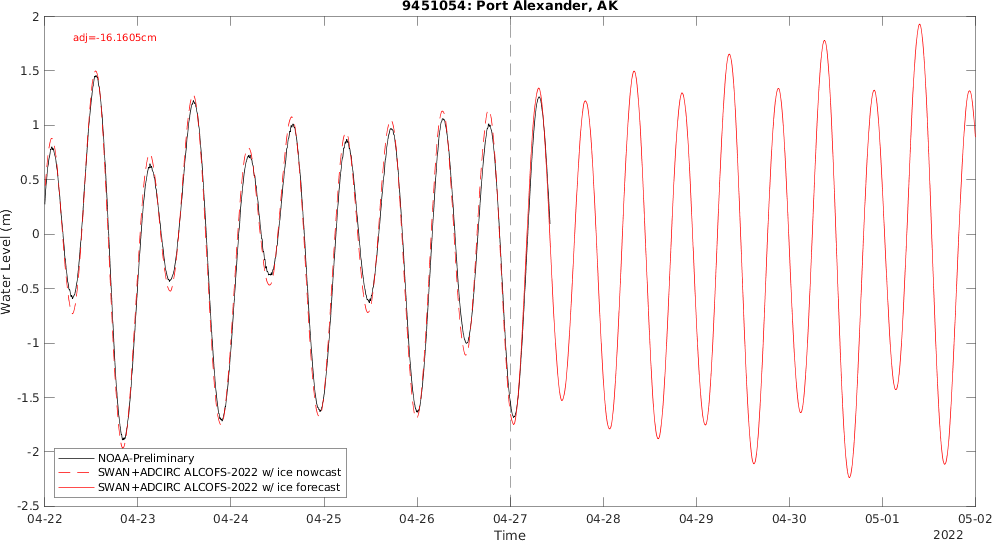 9451054: Port Alexander, AK
adj=-16.1605cm
Water Level (m)
2
1.5
1
0.5
0
-0.5
-1
-1.5
-2
-2.5
NOAA-Preliminary
SWAN+ADCIRC ALCOFS-2022 w/ ice nowcast
SWAN+ADCIRC ALCOFS-2022 w/ ice forecast
04-22 04-23 04-24 04-25 04-26 04-27 04-28 04-29 04-30 05-01 05-02
Time
2022